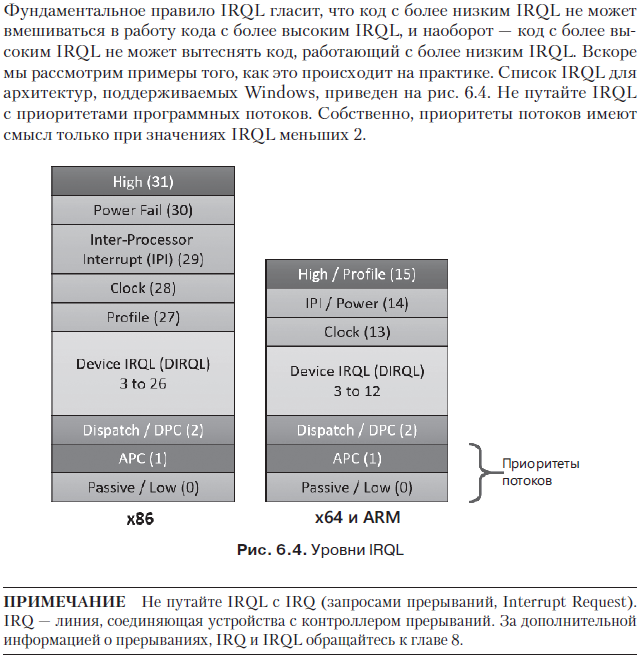 Фундаментальное правило IRQL гласит, что код с более низким IRQL не может
вмешиваться в работу кода с более высоким IRQL, и наоборот — код с более вы-
соким IRQL не может вытеснять код, работающий с более низким IRQL. Вскоре
мы рассмотрим примеры того, как это происходит на практике. Список IRQL для
архитектур, поддерживаемых Windows, приведен на рис. 6.4. Не путайте IRQL
с приоритетами программных потоков. Собственно, приоритеты потоков имеют
смысл только при значениях IRQL меньших 2.
High (31)
Power Fail (30)
Inter-Processor
Interrupt (IPI) (29)
Clock (28)
Profile (27)
Device IRQL (DIRQL)
3 to 26
Dispatch / DPC (2)
APC (1)
Passive / Low (0)
x86
High / Profile (15)
IPI / Power (14)
Clock (13)
Device IRQL (DIRQL)
3 to 12
Dispatch / DPC (2)
APC (1)
Passive / Low (0)
x64 и ARM
Приоритеты
потоков
Рис. 6.4. Уровни IRQL
ПРИМЕЧАНИЕ Не путайте IRQL с IRQ (запросами прерываний, Interrupt Request).
IRQ — линия, соединяющая устройства с контроллером прерываний. За дополнительной
информацией о прерываниях, IRQ и IRQL обращайтесь к главе 8.